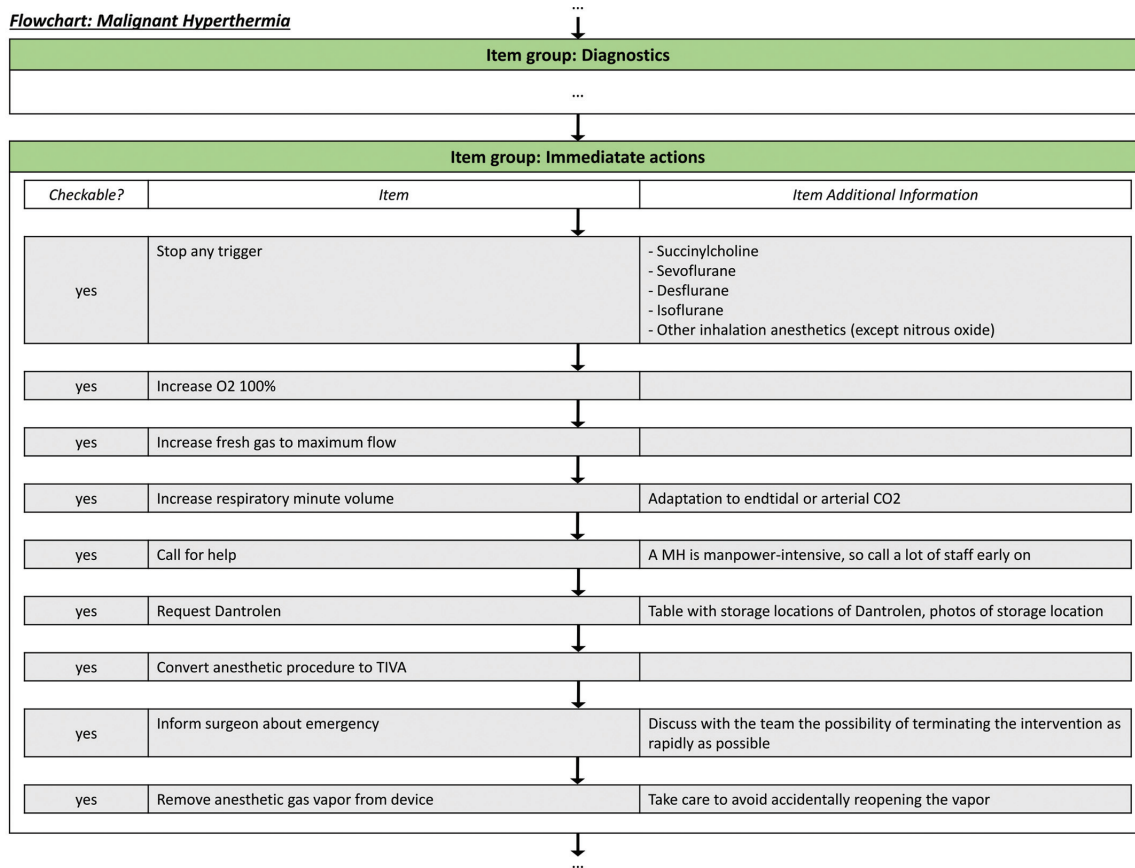 ...
Flowchart: Malignant Hyperthermia
Item group: Diagnostics
...
Item group: Immediatate actions
Checkable? Item Item Additional Information
yes Stop any trigger - Succinylcholine
- Sevoflurane
- Desflurane
- Isoflurane
- Other inhalation anesthetics (except nitrous oxide)
yes Increase O2 100%
yes Increase fresh gas to maximum flow
yes Increase respiratory minute volume Adaptation to endtidal or arterial CO2
yes Call for help A MH is manpower-intensive, so call a lot of staff early on
yes Request Dantrolen Table with storage locations of Dantrolen, photos of storage location
yes Convert anesthetic procedure to TIVA
yes Inform surgeon about emergency Discuss with the team the possibility of terminating the intervention as
rapidly as possible
yes Remove anesthetic gas vapor from device Take care to avoid accidentally reopening the vapor
...